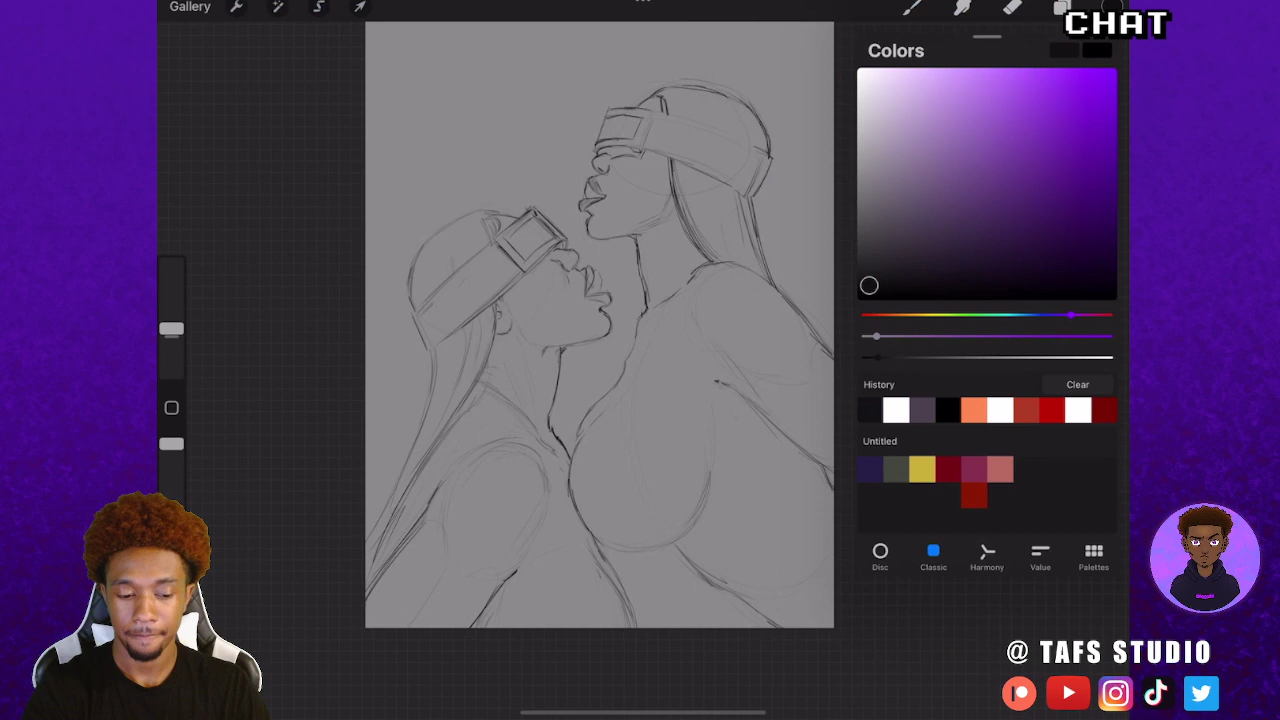 Gallery
CHAT
Colors
History
Clear
Untitled
Disc
Classic
Harmony
Value
Palettes
@ TAFS STUDIO